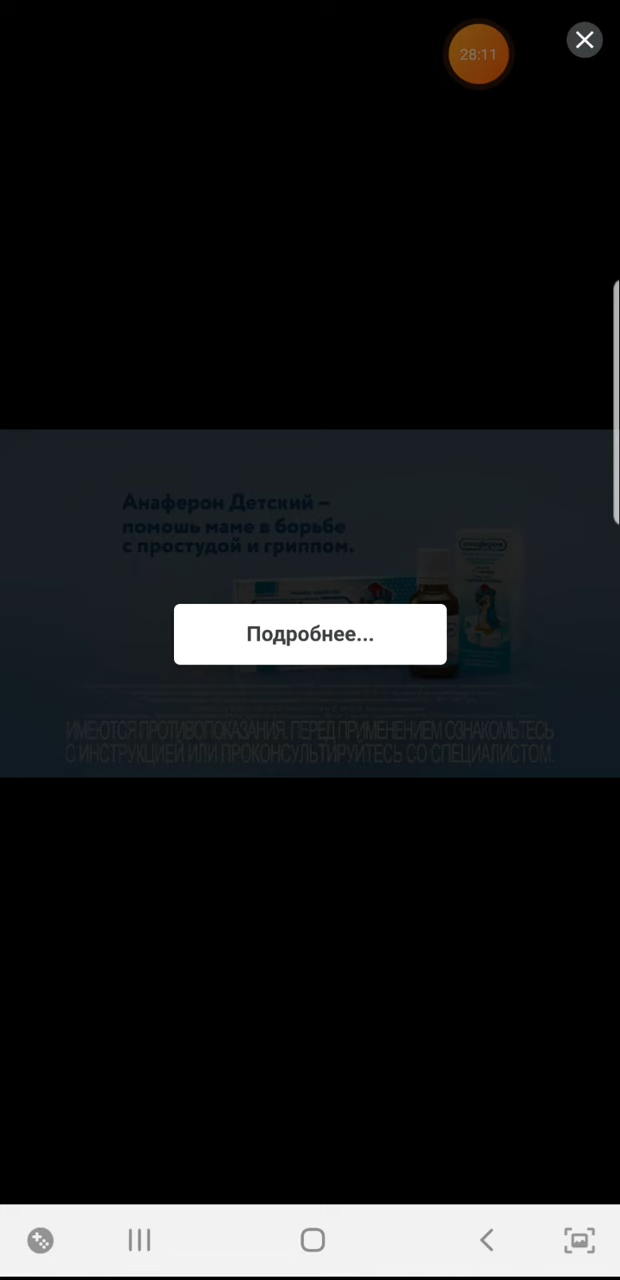 28:11
Анаферон Детский –
помощь маме в борьбе
с простудой и гриппом.
Подробнее...
ИМЕЮТСЯ ПРОТИВОПОКАЗАНИЯ. ПЕРЕД ПРИМЕНЕНИЕМ ОЗНАКОМЬТЕСЬ
С ИНСТРУКЦИЕЙ ИЛИ ПРОКОНСУЛЬТИРУЙТЕСЬ СО СПЕЦИАЛИСТОМ.